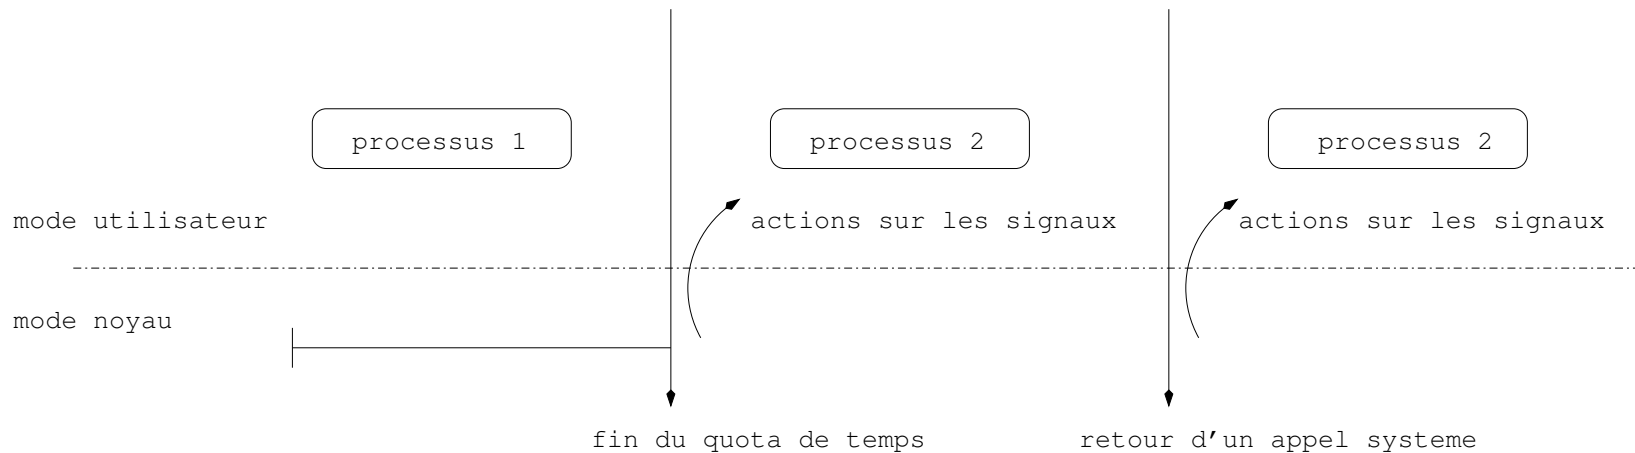 processus 1
processus 2
processus 2
mode utilisateur
actions sur les signaux
actions sur les signaux
mode noyau
fin du quota de temps
retour d'un appel systeme